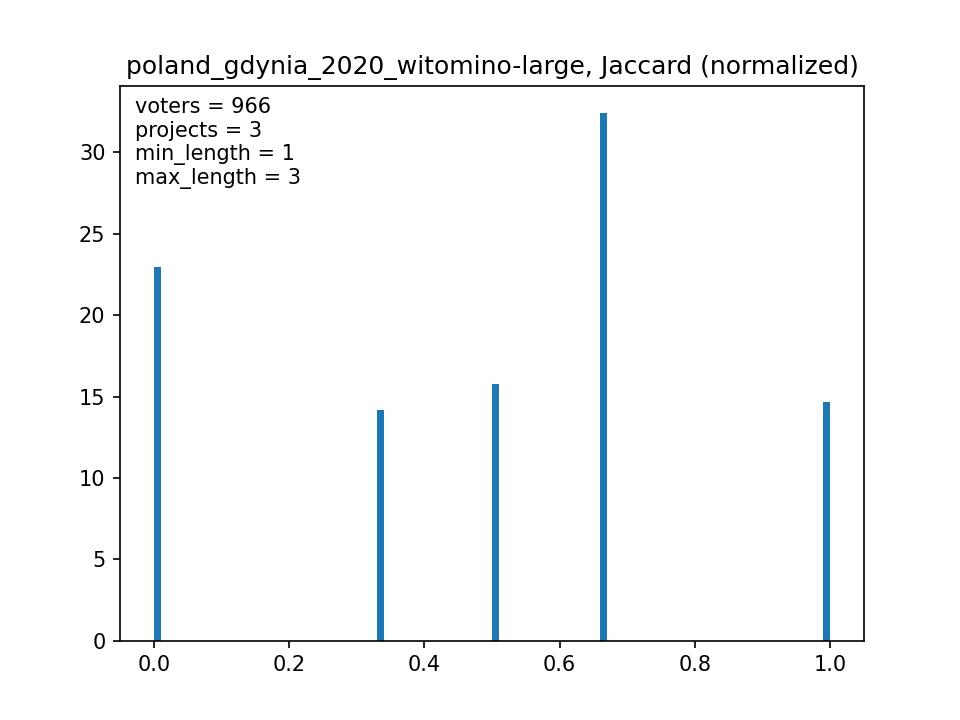 poland_gdynia_2020_witomino-large, Jaccard (normalized)
voters = 966
projects = 3
min_length = 1
max_length = 3
30
25
20
15
10
5
0
0.0 0.2 0.4 0.6 0.8 1.0